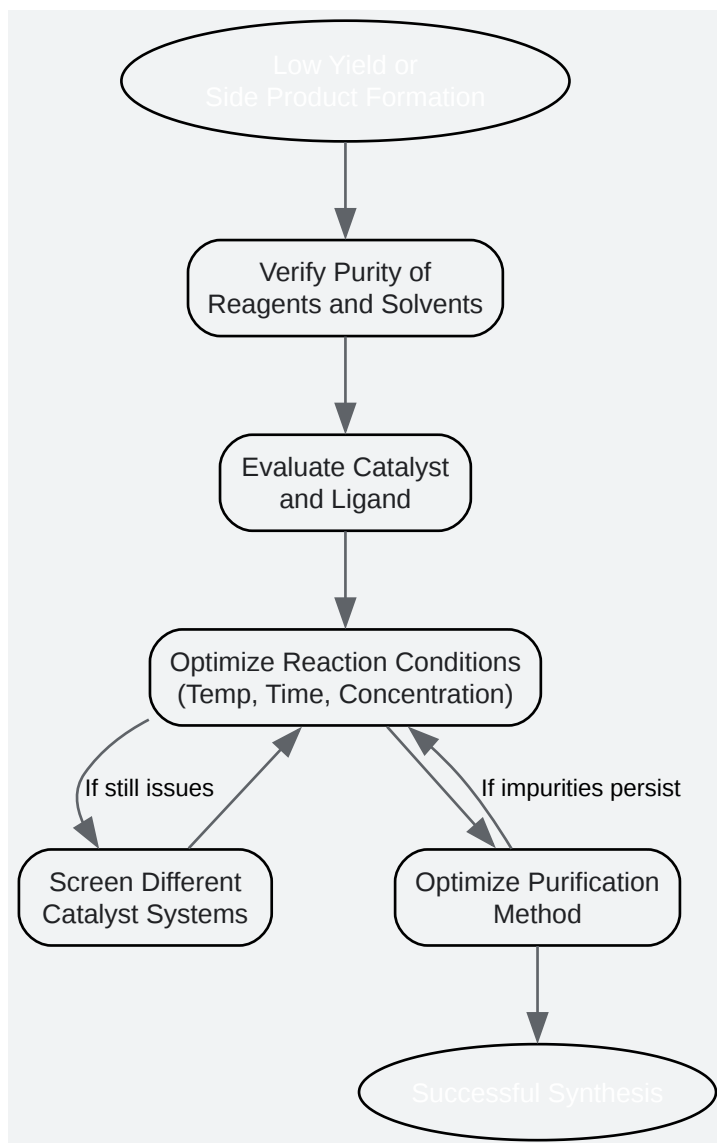 Low Yield or
Side Product Formation
Verify Purity of
Reagents and Solvents
Evaluate Catalyst
and Ligand
Optimize Reaction Conditions
(Temp, Time, Concentration)
If still issues
If impurities persist
Screen Different
Catalyst Systems
Optimize Purification
Method
Successful Synthesis